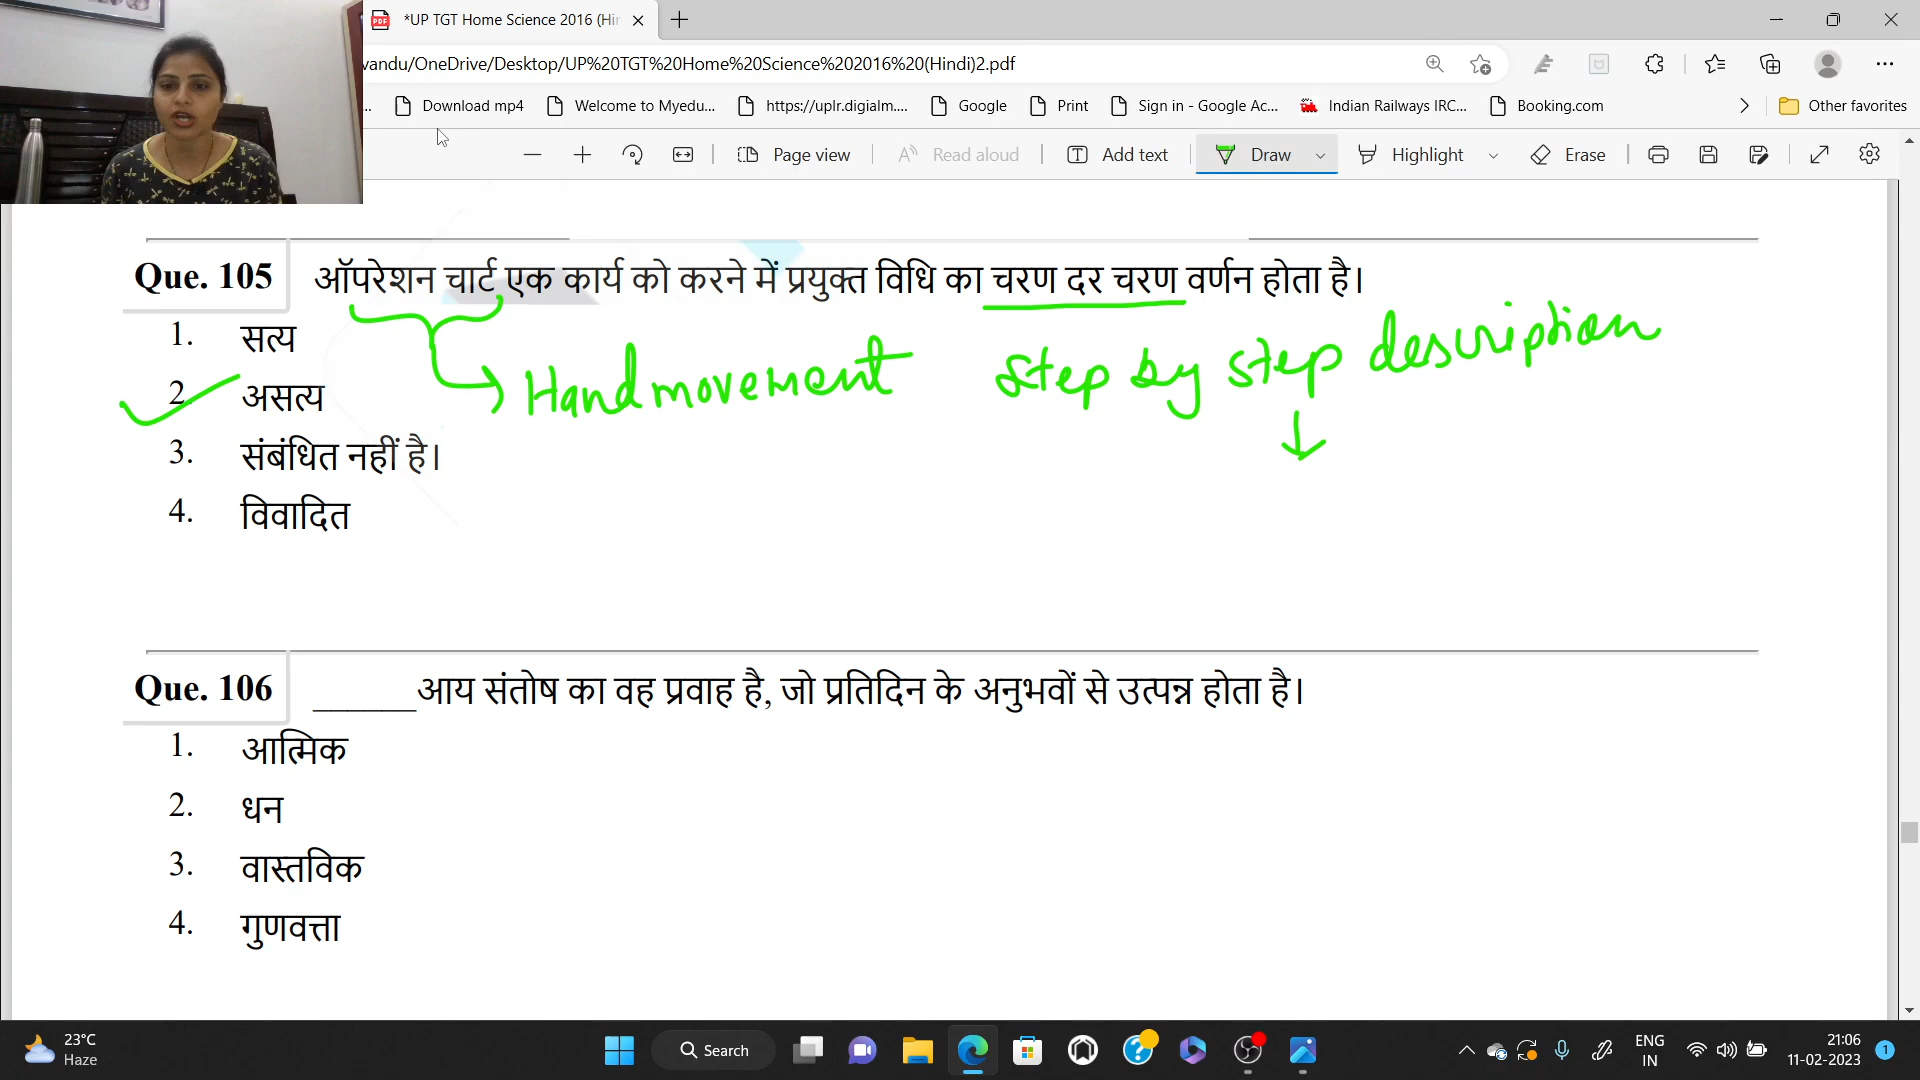 *UP TGT Home Science 2016 (Hin
vandu/OneDrive/Desktop/UP%20TGT%20Home%20Science%202016%20(Hindi)2.pdf
... Download mp4 Welcome to Myedu... https://uplr.digialm.... Google Print Sign in - Google Ac... Indian Railways IRC... Booking.com Other favorites
Page view Read aloud Add text Draw Highlight Erase
Que. 105 ऑपरेशन चार्ट एक कार्य को करने में प्रयुक्त विधि का चरण दर चरण वर्णन होता है।
1. सत्य
Hand movement Step by step description
2. असत्य
3. संबंधित नहीं है।
4. विवादित
Que. 106 ______आय संतोष का वह प्रवाह है, जो प्रतिदिन के अनुभवों से उत्पन्न होता है।
1. आत्मिक
2. धन
3. वास्तविक
4. गुणवत्ता
23°C
Haze
Search
ENG
IN
21:06
11-02-2023
1